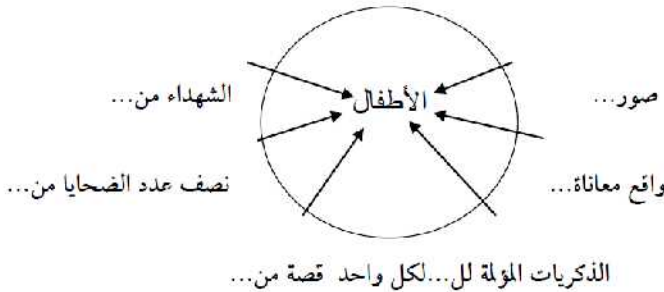 الأطفال
صور...
الشهداء من...
واقع معاناة...
نصف عدد الضحايا من...
الذكريات المؤلمة لل...لكل واحد قصة من...